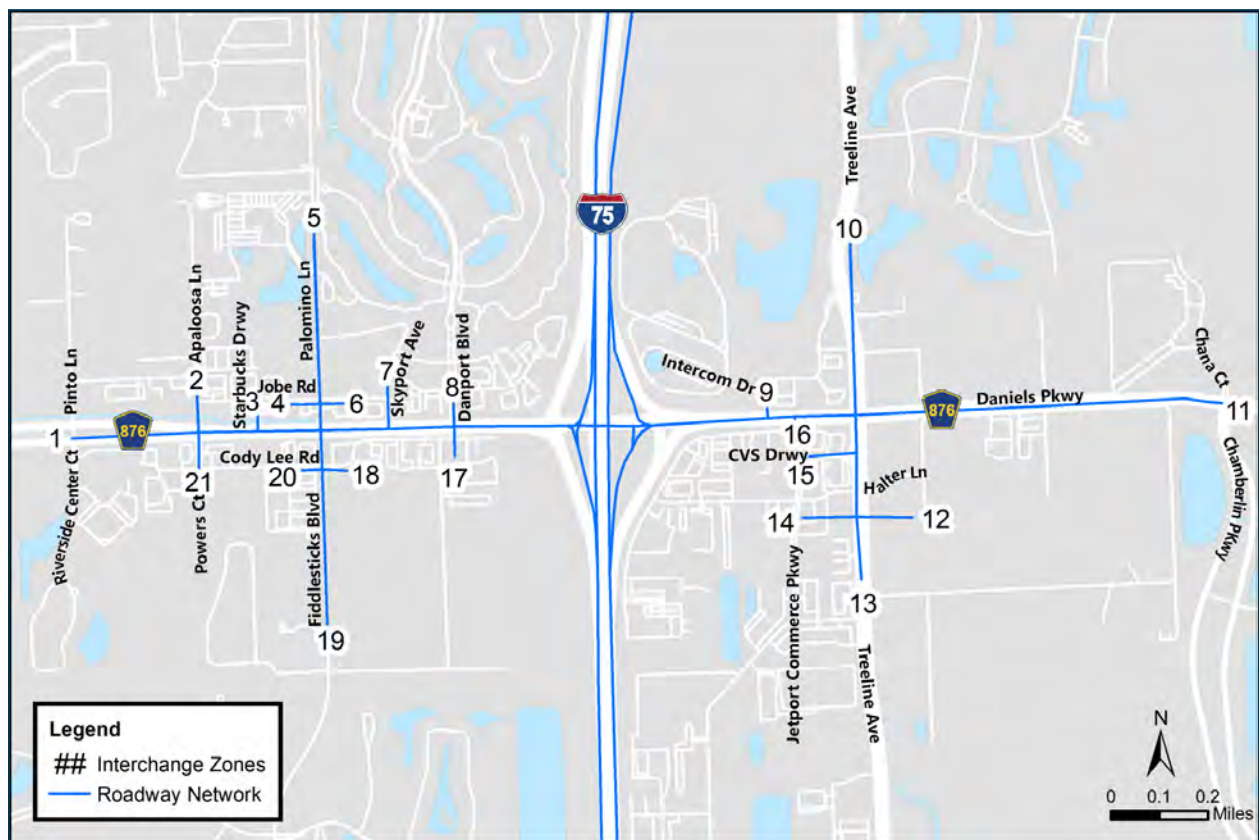 Treeline Ave
75
5
10
Pinto Ln
Apaloosa Ln
Starbucks Drwy
Palomino Ln
Skyport Ave
Danport Blvd
Intercom Dr
Chana Ct
2
3
Jobe Rd
4
6
7
8
9
876
Daniels Pkwy
11
1
876
16
CVS Drwy
15
Cody Lee Rd
20
18
17
21
Halter Ln
14
12
Riverside Center Ct
Powers Ct
Fiddlesticks Blvd
Jetport Commerce Pkwy
Chamberlin Pkwy
13
19
Treeline Ave
Legend
## Interchange Zones
Roadway Network
N
0 0.1 0.2
Miles